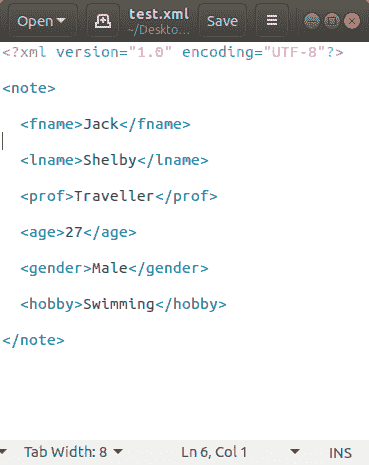 Open
test.xml
~/Deskto...
Save
<?xml version="1.0" encoding="UTF-8"?>
<note>
<fname>Jack</fname>
<lname>Shelby</lname>
<prof>Traveller</prof>
<age>27</age>
<gender>Male</gender>
<hobby>Swimming</hobby>
</note>
Tab Width: 8
Ln 6, Col 1
INS